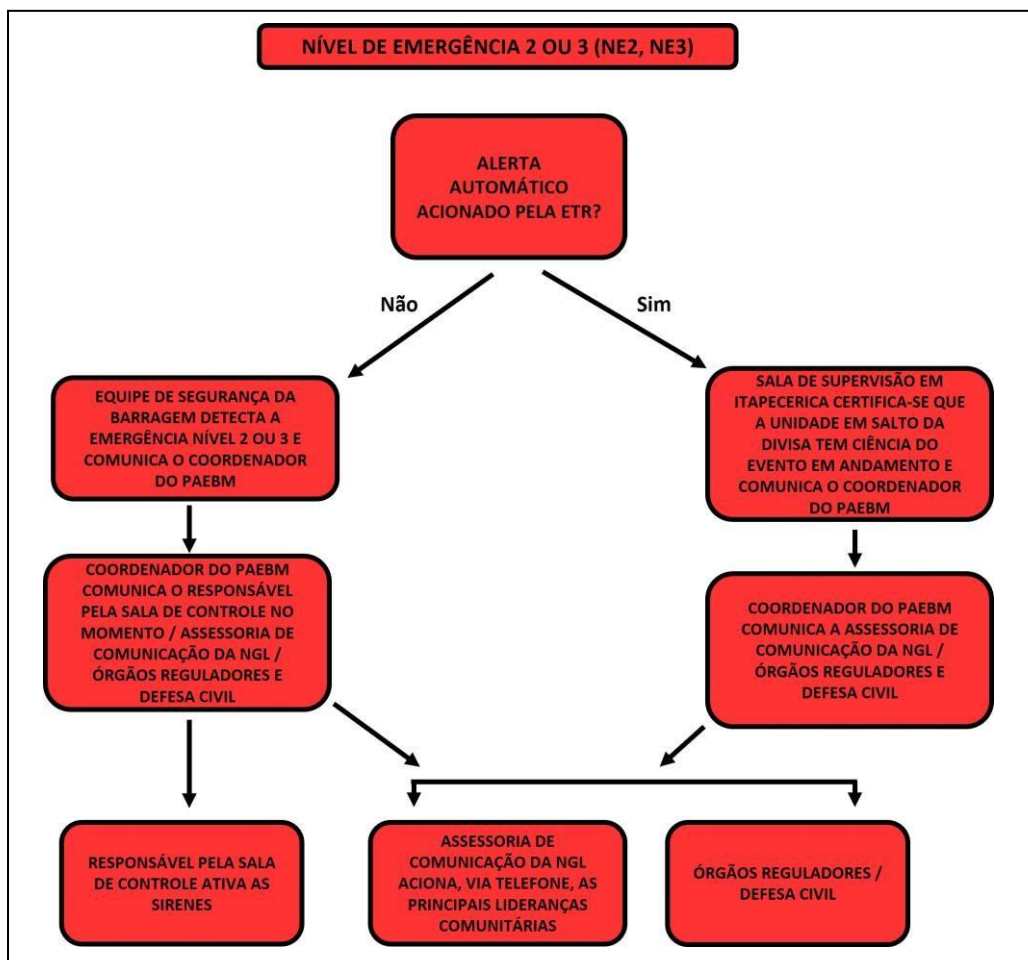 NÍVEL DE EMERGÊNCIA 2 OU 3 (NE2, NE3)
ALERTA
AUTOMÁTICO
ACIONADO PELA ETR?
Não
Sim
EQUIPE DE SEGURANÇA DA
BARRAGEM DETECTA A
EMERGÊNCIA NÍVEL 2 OU 3 E
COMUNICA O COORDENADOR
DO PAEBM
SALA DE SUPERVISÃO EM
ITAPECERICA CERTIFICA-SE QUE
A UNIDADE EM SALTO DA
DIVISA TEM CIÊNCIA DO
EVENTO EM ANDAMENTO E
COMUNICA O COORDENADOR
DO PAEBM
COORDENADOR DO PAEBM
COMUNICA O RESPONSÁVEL
PELA SALA DE CONTROLE NO
MOMENTO / ASSESSORIA DE
COMUNICAÇÃO DA NGL /
ÓRGÃOS REGULADORES E
DEFESA CIVIL
COORDENADOR DO PAEBM
COMUNICA A ASSESSORIA DE
COMUNICAÇÃO DA NGL /
ÓRGÃOS REGULADORES E
DEFESA CIVIL
RESPONSÁVEL PELA SALA
DE CONTROLE ATIVA AS
SIRENES
ASSESSORIA DE
COMUNICAÇÃO DA NGL
ACIONA, VIA TELEFONE, AS
PRINCIPAIS LIDERANÇAS
COMUNITÁRIAS
ÓRGÃOS REGULADORES /
DEFESA CIVIL